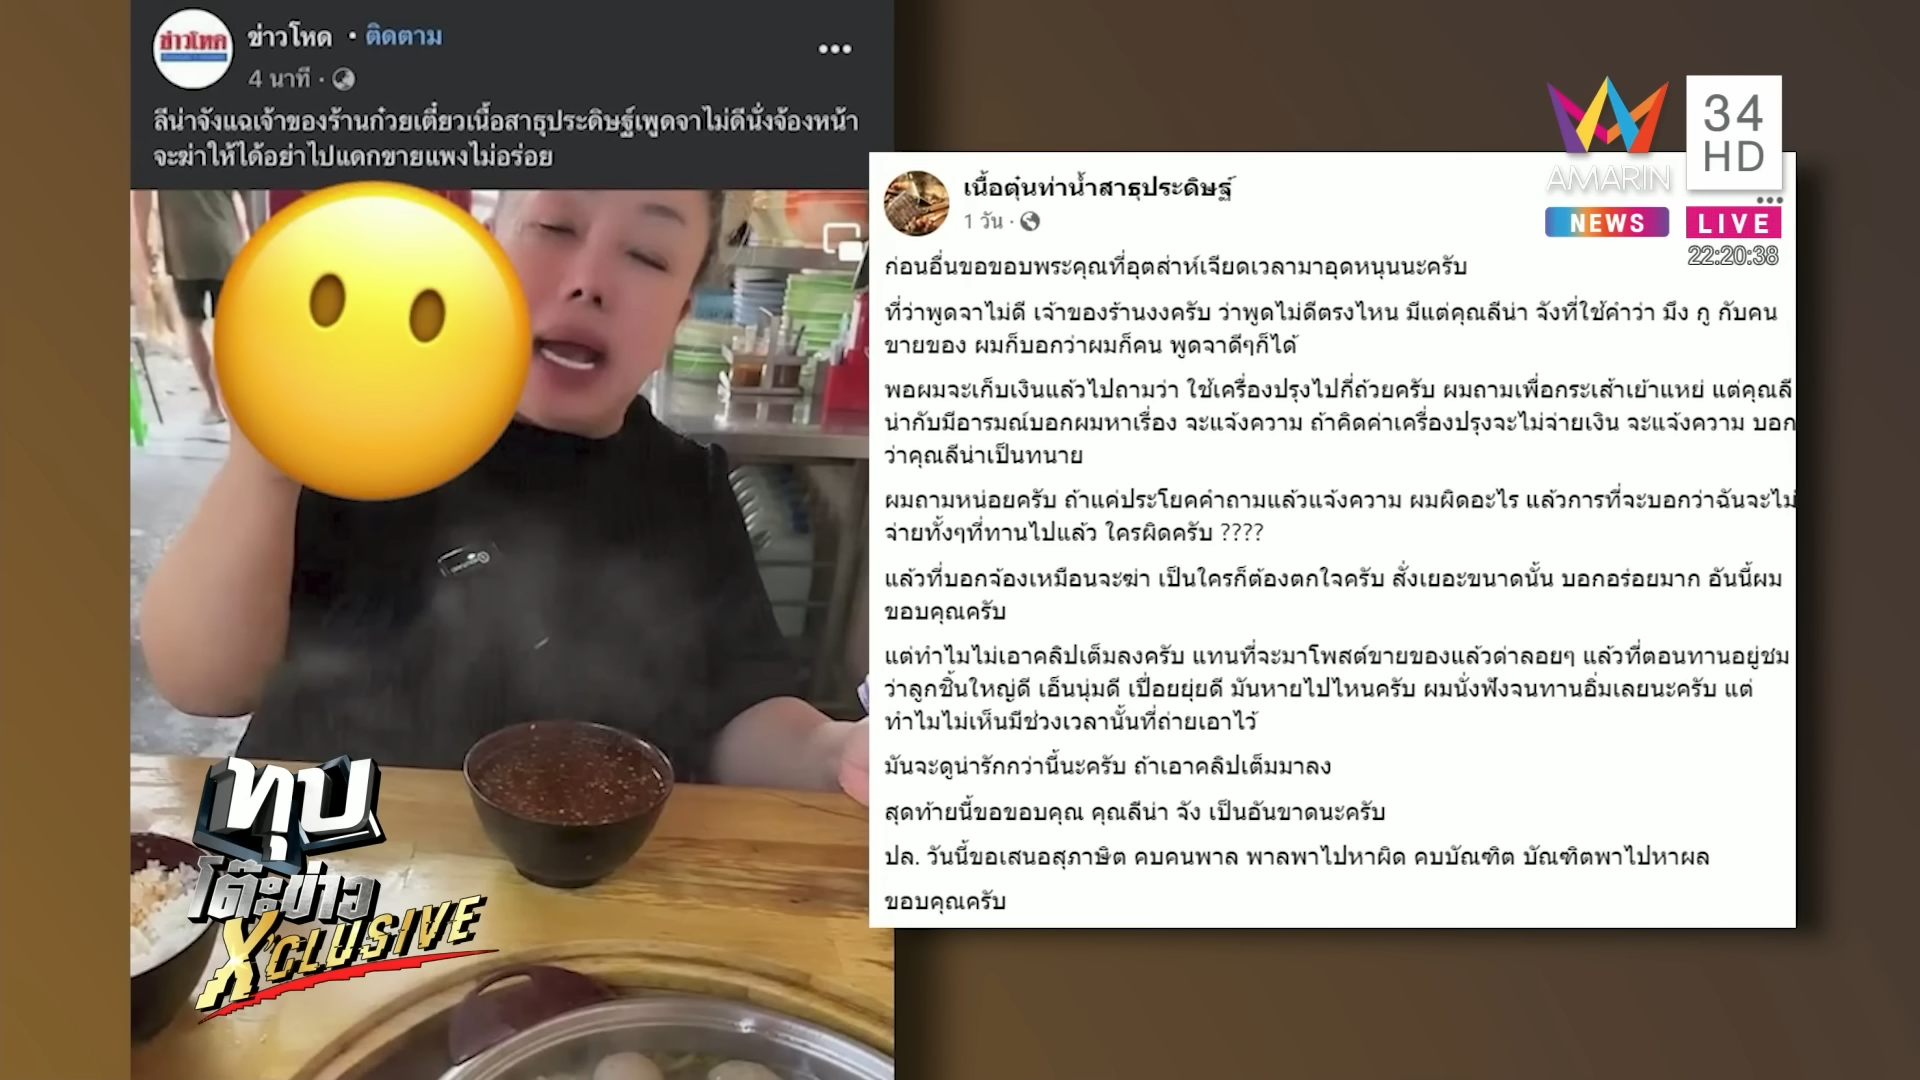 ข่าวโหด
ข่าวโหด • ติดตาม
4 นาที ·
ลีน่าจังแฉเจ้าของร้านก๋วยเตี๋ยวเนื้อสาธุประดิษฐ์เพูดจาไม่ดีนั่งจ้องหน้า
จะฆ่าให้ได้อย่าไปแดกขายแพงไม่อร่อย
AMARIN
34
HD
NEWS
LIVE
22:20:38
เนื้อตุ๋นท่าน้ำสาธุประดิษฐ์
1 วัน ·
ก่อนอื่นขอขอบพระคุณที่อุตส่าห์เจียดเวลามาอุดหนุนนะครับ
ที่ว่าพูดจาไม่ดี เจ้าของร้านงงครับ ว่าพูดไม่ดีตรงไหน มีแต่คุณลีน่า จังที่ใช้คำว่า มึง กู กับคน
ขายของ ผมก็บอกว่าผมก็คน พูดจาดีๆก็ได้
พอผมจะเก็บเงินแล้วไปถามว่า ใช้เครื่องปรุงไปกี่ถ้วยครับ ผมถามเพื่อกระเส้าเย้าแหย่ แต่คุณลี
น่ากับมีอารมณ์บอกผมหาเรื่อง จะแจ้งความ ถ้าคิดค่าเครื่องปรุงจะไม่จ่ายเงิน จะแจ้งความ บอก
ว่าคุณลีน่าเป็นทนาย
ผมถามหน่อยครับ ถ้าแค่ประโยคคำถามแล้วแจ้งความ ผมผิดอะไร แล้วการที่จะบอกว่าฉันจะไม่
จ่ายทั้งๆที่ทานไปแล้ว ใครผิดครับ ????
แล้วที่บอกจ้องเหมือนจะฆ่า เป็นใครก็ต้องตกใจครับ สั่งเยอะขนาดนั้น บอกอร่อยมาก อันนี้ผม
ขอบคุณครับ
แต่ทำไมไม่เอาคลิปเต็มลงครับ แทนที่จะมาโพสต์ขายของแล้วด่าลอยๆ แล้วที่ตอนทานอยู่ชม
ว่าลูกชิ้นใหญ่ดี เอ็นนุ่มดี เปื่อยยุ่ยดี มันหายไปไหนครับ ผมนั่งฟังจนทานอิ่มเลยนะครับ แต่
ทำไมไม่เห็นมีช่วงเวลานั้นที่ถ่ายเอาไว้
มันจะดูน่ารักกว่านี้นะครับ ถ้าเอาคลิปเต็มมาลง
สุดท้ายนี้ขอขอบคุณ คุณลีน่า จัง เป็นอันขาดนะครับ
ปล. วันนี้ขอเสนอสุภาษิต คบคนพาล พาลพาไปหาผิด คบบัณฑิต บัณฑิตพาไปหาผล
ขอบคุณครับ
ทุบ
โต๊ะข่าว
X'CLUSIVE